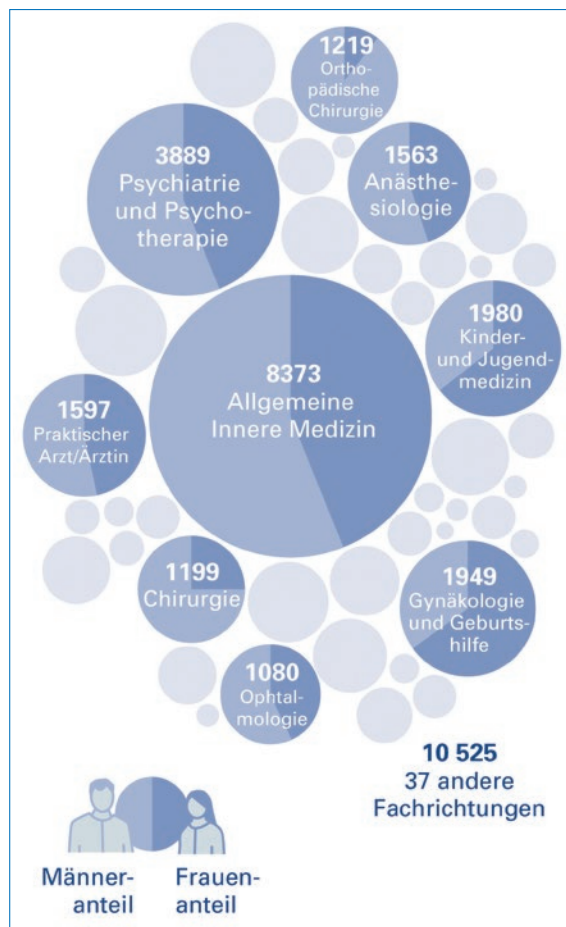 1219
Ortho-
pädische
Chirurgie
3889
Psychiatrie
und Psycho-
therapie
1563
Anästhe-
siologie
1980
Kinder-
und Jugend-
medizin
8373
Allgemeine
Innere Medizin
1597
Praktischer
Arzt/Ärztin
1199
Chirurgie
1949
Gynäkologie
und Geburts-
hilfe
1080
Ophtal-
mologie
10 525
37 andere
Fachrichtungen
Männer-
anteil
Frauen-
anteil